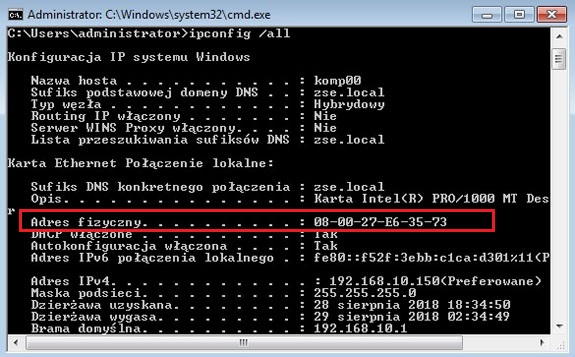 Administrator: C:\Windows\system32\cmd.exe
C:\Users\administrator>ipconfig /all
Konfiguracja IP systemu Windows
Nazwa hosta . . . . . . . . . . . : komp00
Sufiks podstawowej domeny DNS . . : zse.local
Typ węzła . . . . . . . . . . . . : Hybrydowy
Routing IP włączony . . . . . . . : Nie
Serwer WINS Proxy włączony. . . . : Nie
Lista przeszukiwania sufiksów DNS : zse.local
Karta Ethernet Połączenie lokalne:
Sufiks DNS konkretnego połączenia : zse.local
Opis. . . . . . . . . . . . . . . : Karta Intel(R) PRO/1000 MT Des
r
Adres fizyczny. . . . . . . . . . : 08-00-27-E6-35-73
DHCP włączone . . . . . . . . . . : Tak
Autokonfiguracja włączona . . . . : Tak
Adres IPv6 połączenia lokalnego . : fe80::f52f:3ebb:c1ca:d301%11(P
Adres IPv4. . . . . . . . . . . . . : 192.168.10.150(Preferowane)
Maska podsieci. . . . . . . . . . : 255.255.255.0
Dzierżawa uzyskana. . . . . . . . : 28 sierpnia 2018 18:34:50
Dzierżawa wygasa. . . . . . . . . : 29 sierpnia 2018 02:34:49
Brama domyślna. . . . . . . . . . : 192.168.10.1